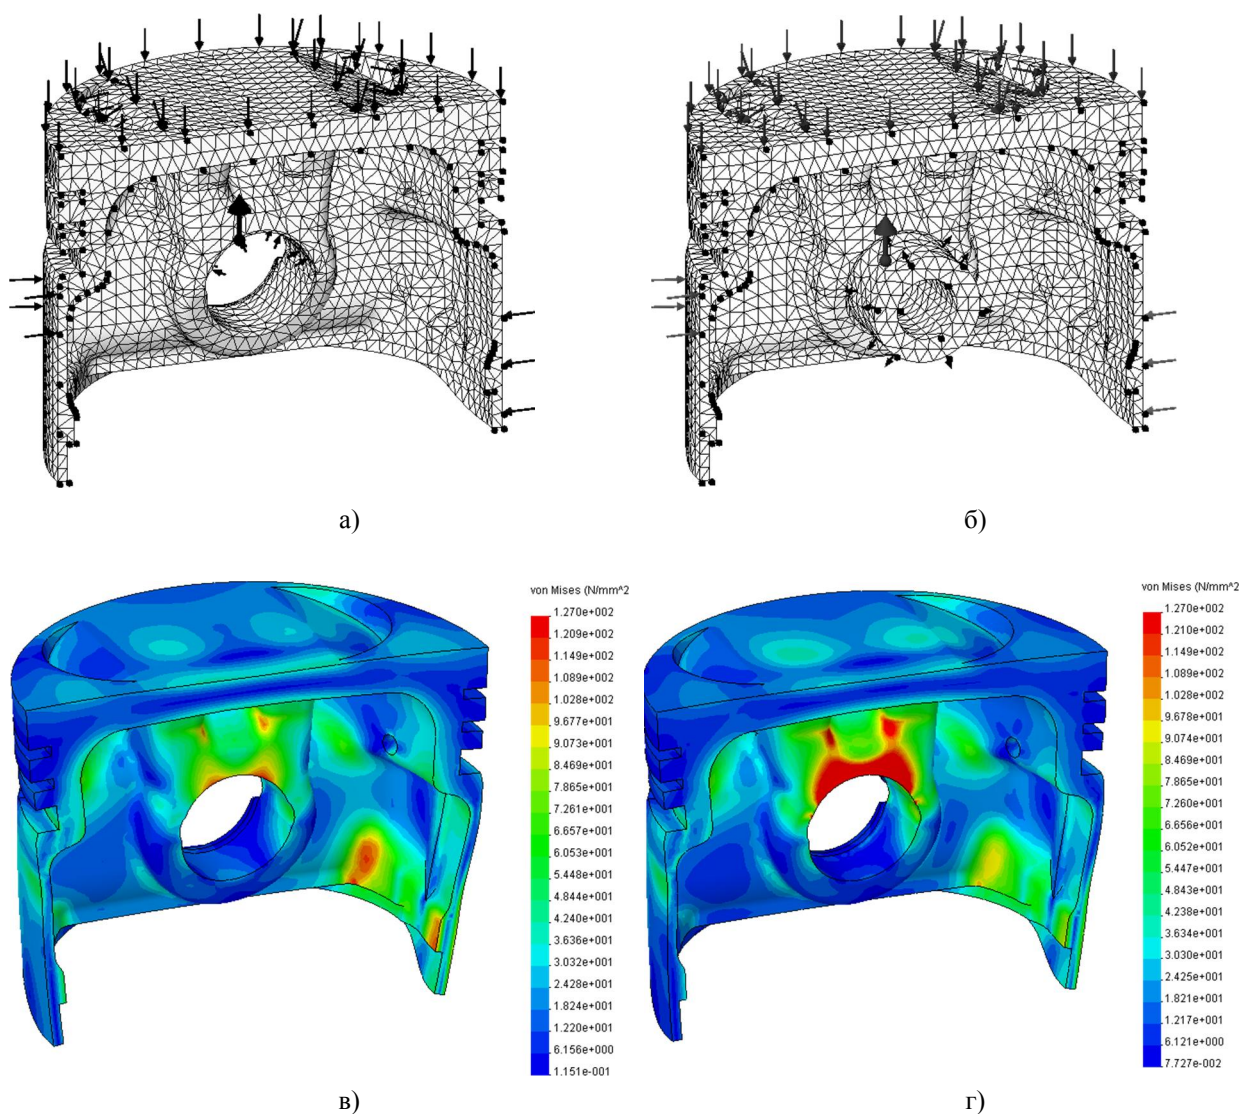 а)
б)
von Mises (N/mm^2
1.270e+002
1.209e+002
1.149e+002
1.089e+002
1.028e+002
9.677e+001
9.073e+001
8.469e+001
7.865e+001
7.261e+001
6.657e+001
6.053e+001
5.448e+001
4.844e+001
4.240e+001
3.636e+001
3.032e+001
2.428e+001
1.824e+001
1.220e+001
6.156e+000
1.151e-001
von Mises (N/mm^2
1.270e+002
1.210e+002
1.149e+002
1.089e+002
1.028e+002
9.678e+001
9.074e+001
8.469e+001
7.865e+001
7.260e+001
6.656e+001
6.052e+001
5.447e+001
4.843e+001
4.238e+001
3.634e+001
3.030e+001
2.425e+001
1.821e+001
1.217e+001
6.121e+000
7.727e-002
в)
г)